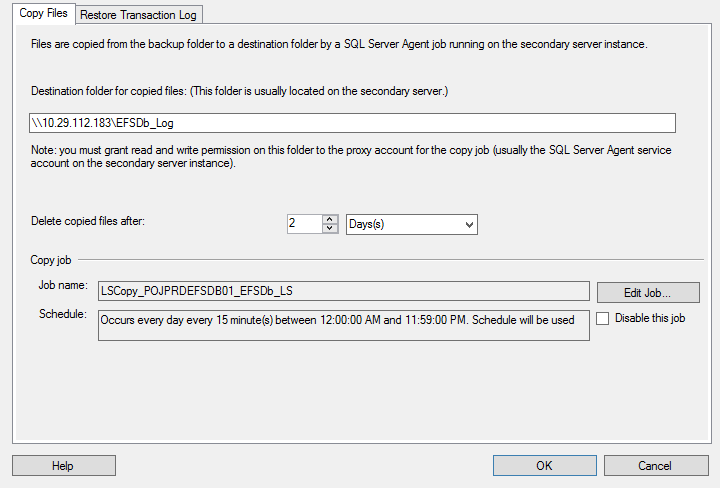 Copy Files
Restore Transaction Log
Files are copied from the backup folder to a destination folder by a SQL Server Agent job running on the secondary server instance.
Destination folder for copied files: (This folder is usually located on the secondary server.)
\\10.29.112.183\EFSDb_Log
Note: you must grant read and write permission on this folder to the proxy account for the copy job (usually the SQL Server Agent service
account on the secondary server instance).
Delete copied files after:
2
Days(s)
Copy job
Job name:
LSCopy_POJPRDEFSDB01_EFSDb_LS
Edit Job...
Schedule:
Occurs every day every 15 minute(s) between 12:00:00 AM and 11:59:00 PM. Schedule will be used
Disable this job
Help
OK
Cancel